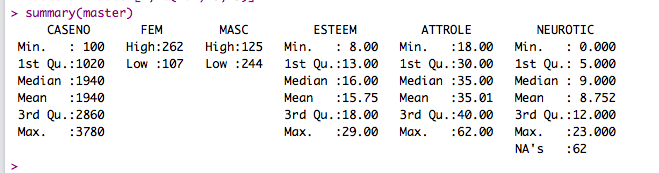 > summary(master)
CASENO FEM MASC ESTEEM ATTROLE NEUROTIC
Min. : 100 High:262 High:125 Min. : 8.00 Min. :18.00 Min. : 0.000
1st Qu.:1020 Low :107 Low :244 1st Qu.:13.00 1st Qu.:30.00 1st Qu.: 5.000
Median :1940 Median :16.00 Median :35.00 Median : 9.000
Mean :1940 Mean :15.75 Mean :35.01 Mean : 8.752
3rd Qu.:2860 3rd Qu.:18.00 3rd Qu.:40.00 3rd Qu.:12.000
Max. :3780 Max. :29.00 Max. :62.00 Max. :23.000
NA's :62
>